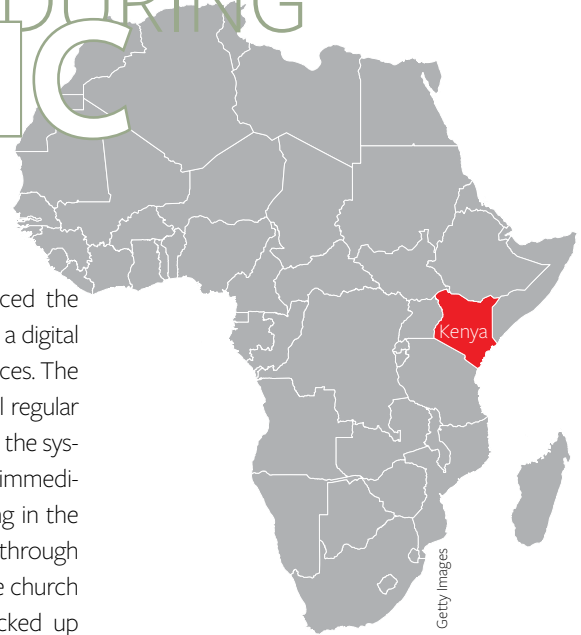 DURING
IC
ced the
a digital
ces. The
l regular
the sys-
immedi-
g in the
through
e church
cked up
Kenya
Getty Images